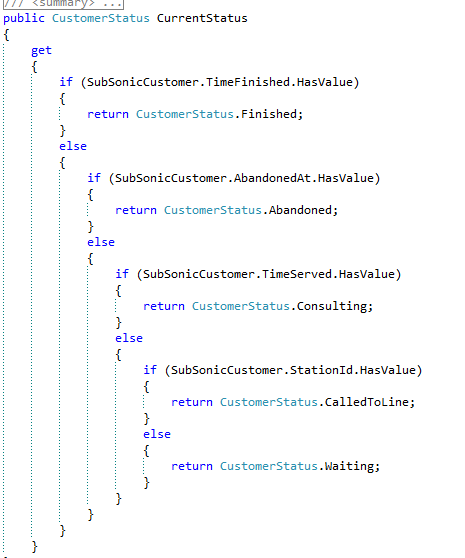 /// <summary> ...
public CustomerStatus CurrentStatus
{
    get
    {
        if (SubSonicCustomer.TimeFinished.HasValue)
        {
            return CustomerStatus.Finished;
        }
        else
        {
            if (SubSonicCustomer.AbandonedAt.HasValue)
            {
                return CustomerStatus.Abandoned;
            }
            else
            {
                if (SubSonicCustomer.TimeServed.HasValue)
                {
                    return CustomerStatus.Consulting;
                }
                else
                {
                    if (SubSonicCustomer.StationId.HasValue)
                    {
                        return CustomerStatus.CalledToLine;
                    }
                    else
                    {
                        return CustomerStatus.Waiting;
                    }
                }
            }
        }
    }